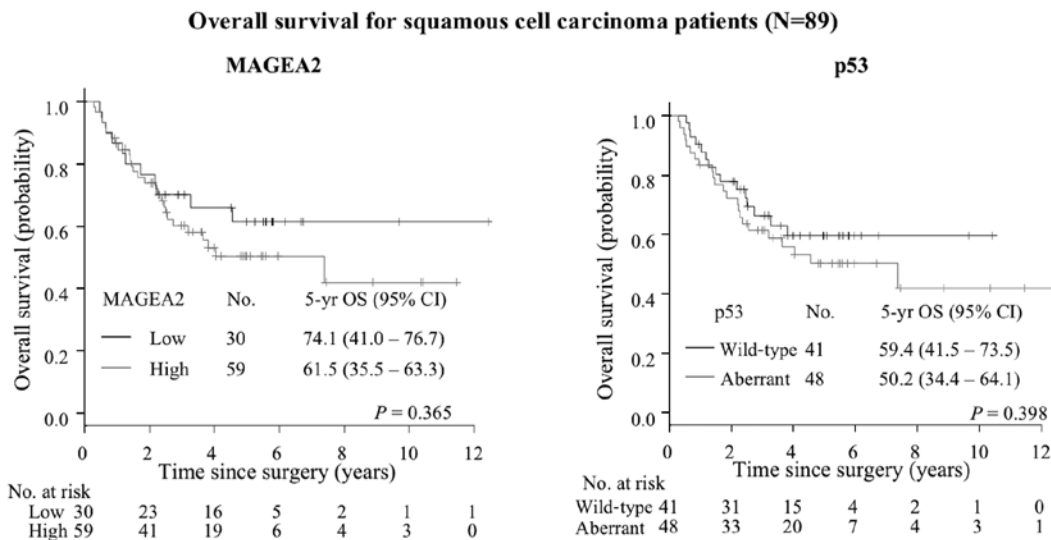 Overall survival for squamous cell carcinoma patients (N=89)
MAGEA2
Overall survival (probability)
1.0
0.8
0.6
0.4
0.2
0.0
MAGEA2 No. 5-yr OS (95% CI)
Low 30 74.1 (41.0 – 76.7)
High 59 61.5 (35.5 – 63.3)
P = 0.365
0 2 4 6 8 10 12
Time since surgery (years)
No. at risk
Low 30 23 16 5 2 1 1
High 59 41 19 6 4 3 0
p53
Overall survival (probability)
1.0
0.8
0.6
0.4
0.2
0.0
p53 No. 5-yr OS (95% CI)
Wild-type 41 59.4 (41.5 – 73.5)
Aberrant 48 50.2 (34.4 – 64.1)
P = 0.398
0 2 4 6 8 10 12
Time since surgery (years)
No. at risk
Wild-type 41 31 15 4 2 1 0
Aberrant 48 33 20 7 4 3 1